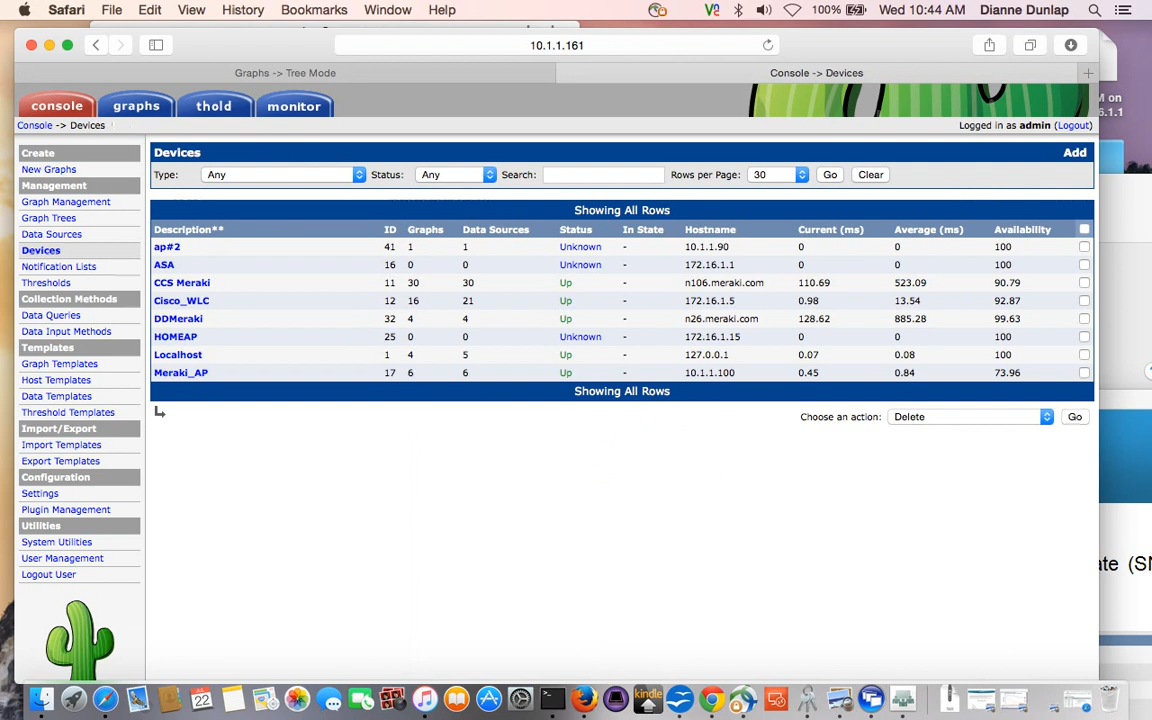 Safari File Edit View History Bookmarks Window Help 100% Wed 10:44 AM Dianne Dunlap
10.1.1.161
Graphs -> Tree Mode Console -> Devices
console graphs thold monitor
Console -> Devices Logged in as admin (Logout)
Create
New Graphs
Management
Graph Management
Graph Trees
Data Sources
Devices
Notification Lists
Thresholds
Collection Methods
Data Queries
Data Input Methods
Templates
Graph Templates
Host Templates
Data Templates
Threshold Templates
Import/Export
Import Templates
Export Templates
Configuration
Settings
Plugin Management
Utilities
System Utilities
User Management
Logout User
Devices Add
Type: Any Status: Any Search: Rows per Page: 30 Go Clear
Showing All Rows
Description** ID Graphs Data Sources Status In State Hostname Current (ms) Average (ms) Availability
ap#2 41 1 1 Unknown - 10.1.1.90 0 0 100
ASA 16 0 0 Unknown - 172.16.1.1 0 0 100
CCS Meraki 11 30 30 Up - n106.meraki.com 110.69 523.09 90.79
Cisco_WLC 12 16 21 Up - 172.16.1.5 0.98 13.54 92.87
DDMeraki 32 4 4 Up - n26.meraki.com 128.62 885.28 99.63
HOMEAP 25 0 0 Unknown - 172.16.1.15 0 0 100
Localhost 1 4 5 Up - 127.0.0.1 0.07 0.08 100
Meraki_AP 17 6 6 Up - 10.1.1.100 0.45 0.84 73.96
Showing All Rows
Choose an action: Delete Go
M on
6.1.1
ate (SN
22
kindle